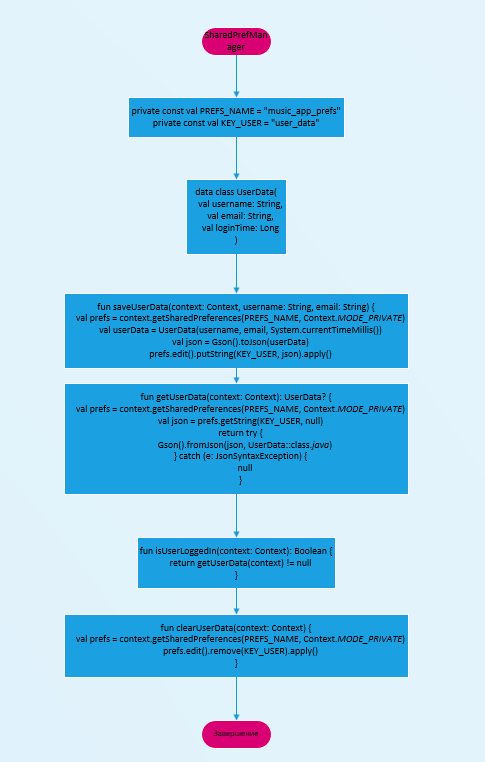 SharedPrefMan
ager
private const val PREFS_NAME = "music_app_prefs"
private const val KEY_USER = "user_data"
data class UserData(
val username: String,
val email: String,
val loginTime: Long
)
fun saveUserData(context: Context, username: String, email: String) {
val prefs = context.getSharedPreferences(PREFS_NAME, Context.MODE_PRIVATE)
val userData = UserData(username, email, System.currentTimeMillis())
val json = Gson().toJson(userData)
prefs.edit().putString(KEY_USER, json).apply()
fun getUserData(context: Context): UserData? {
val prefs = context.getSharedPreferences(PREFS_NAME, Context.MODE_PRIVATE)
val json = prefs.getString(KEY_USER, null)
return try {
Gson().fromJson(json, UserData::class.java)
} catch (e: JsonSyntaxException) {
null
}
fun isUserLoggedIn(context: Context): Boolean {
return getUserData(context) != null
}
fun clearUserData(context: Context) {
val prefs = context.getSharedPreferences(PREFS_NAME, Context.MODE_PRIVATE)
prefs.edit().remove(KEY_USER).apply()
}
Завершение